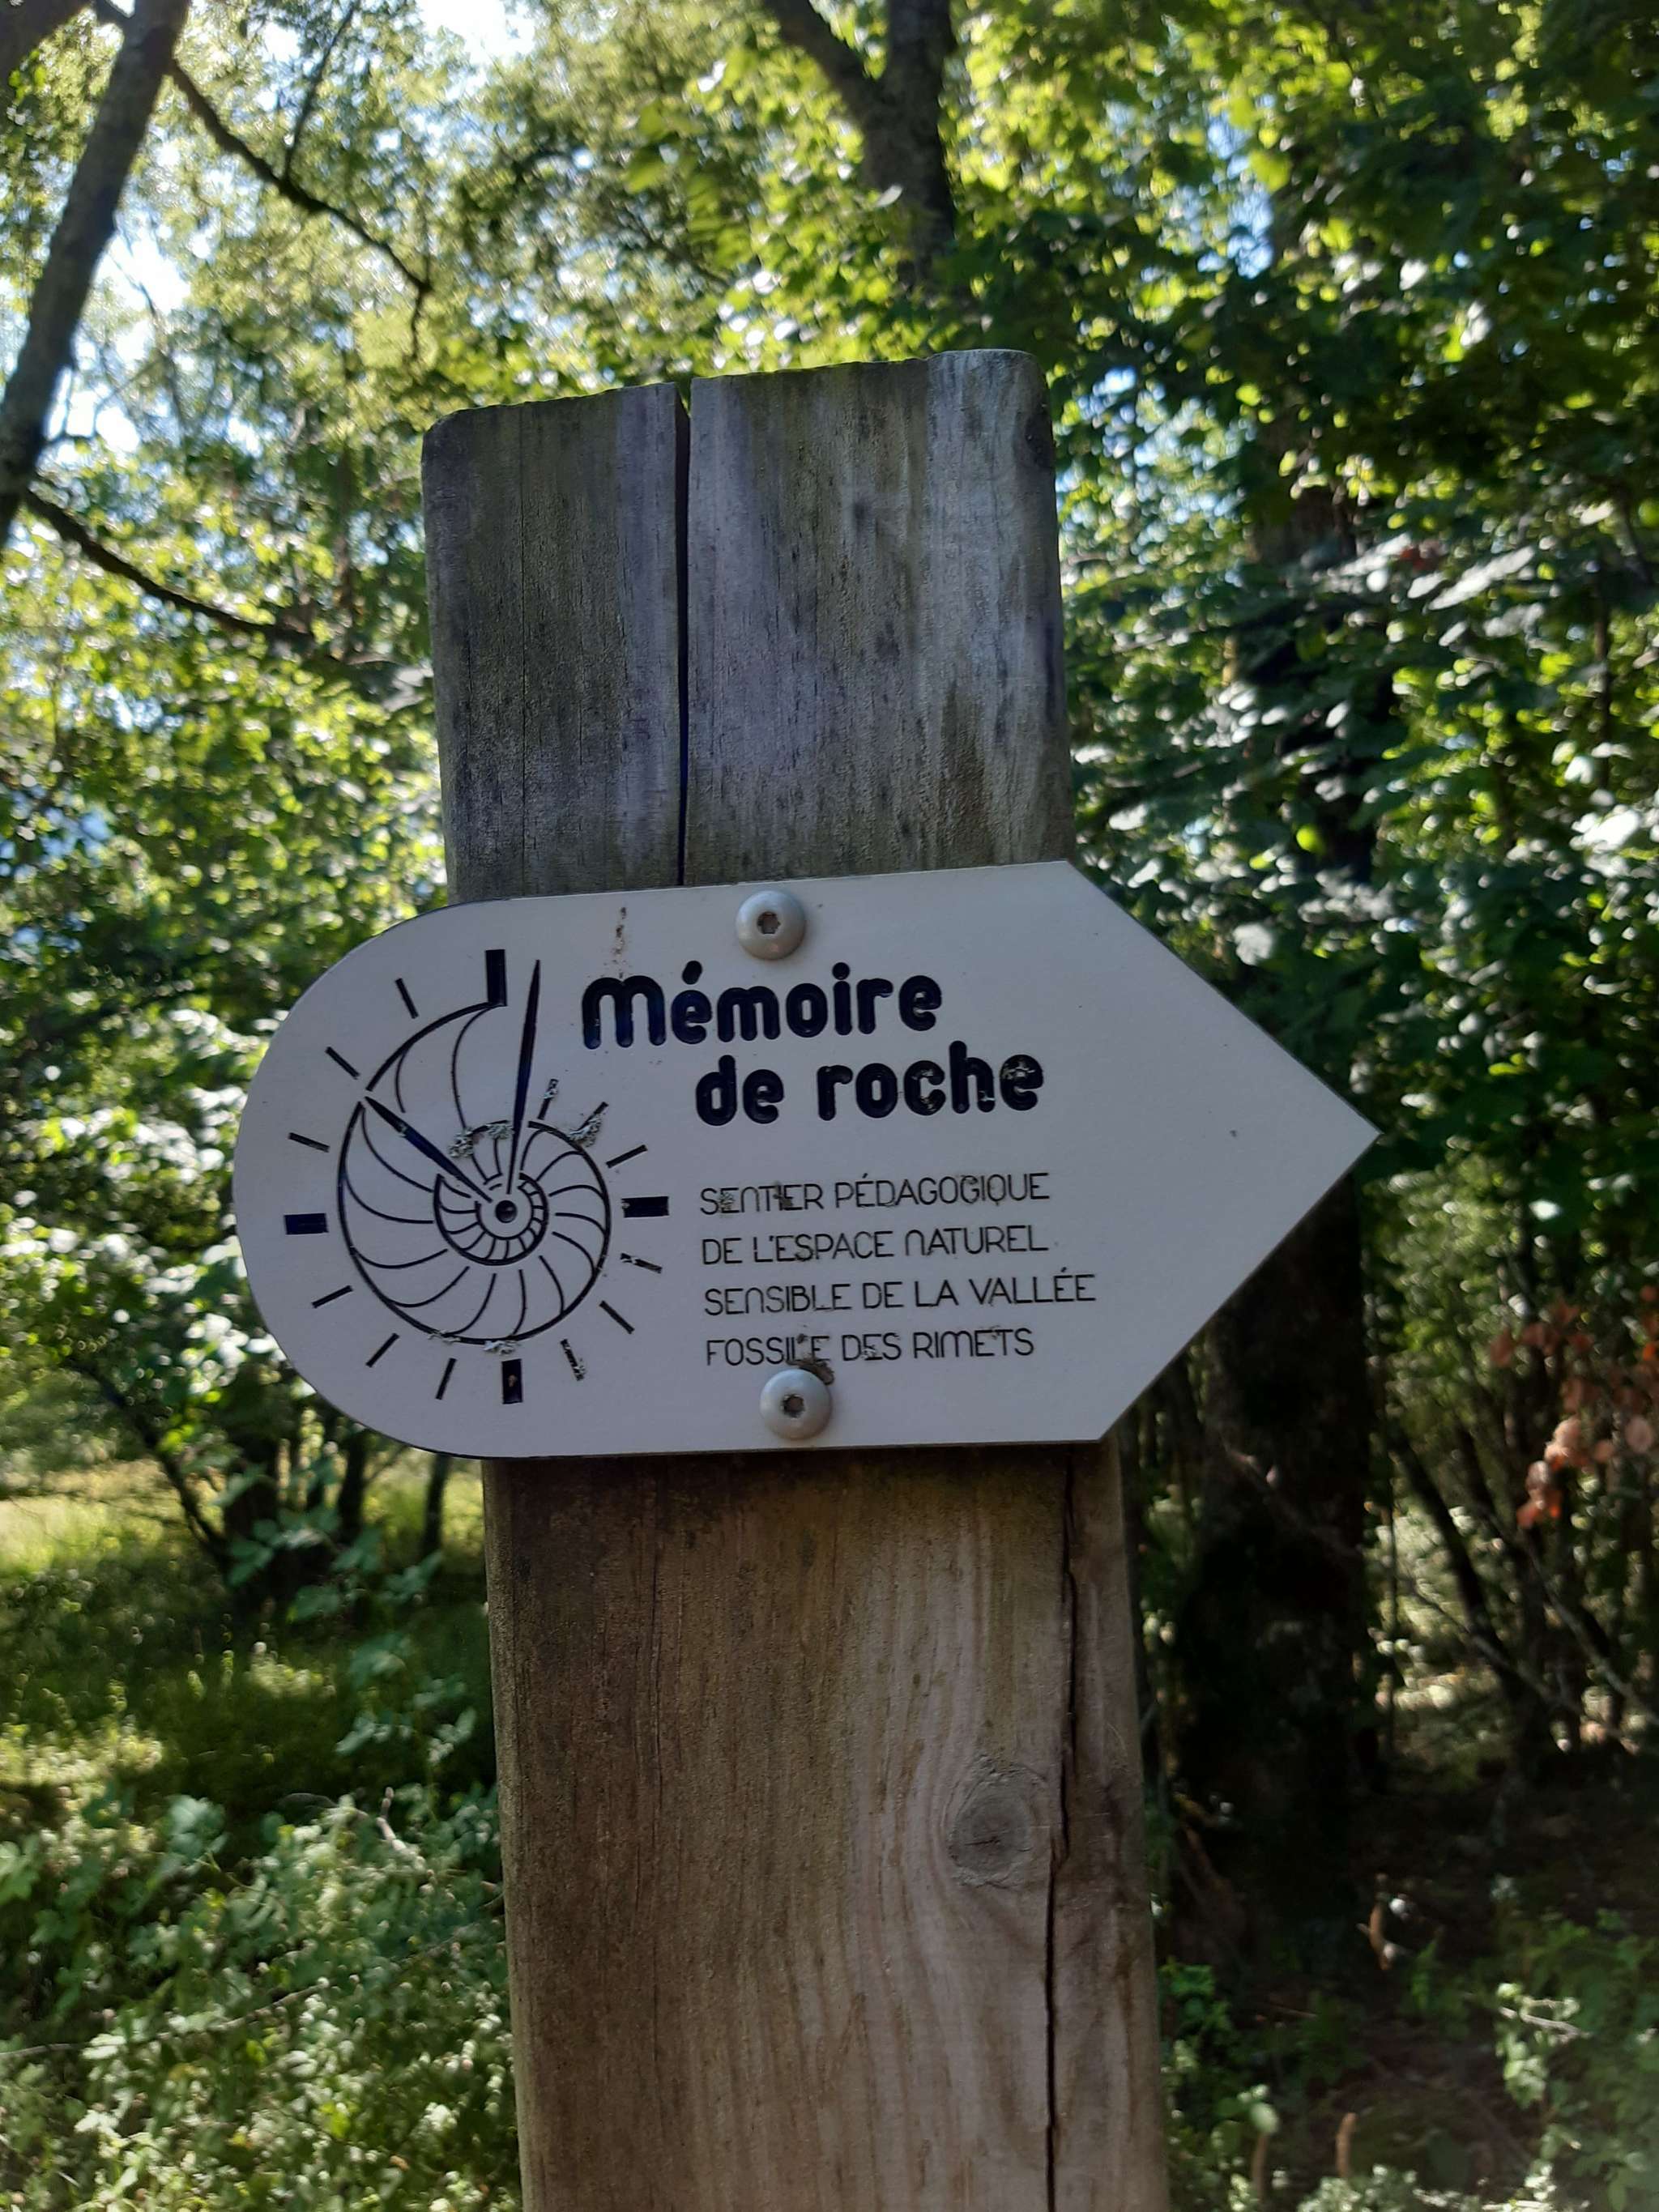 Mémoire
de roche
SENTIER PÉDAGOGIQUE
DE L'ESPACE NATUREL
SENSIBLE DE LA VALLÉE
FOSSILE DES RIMETS